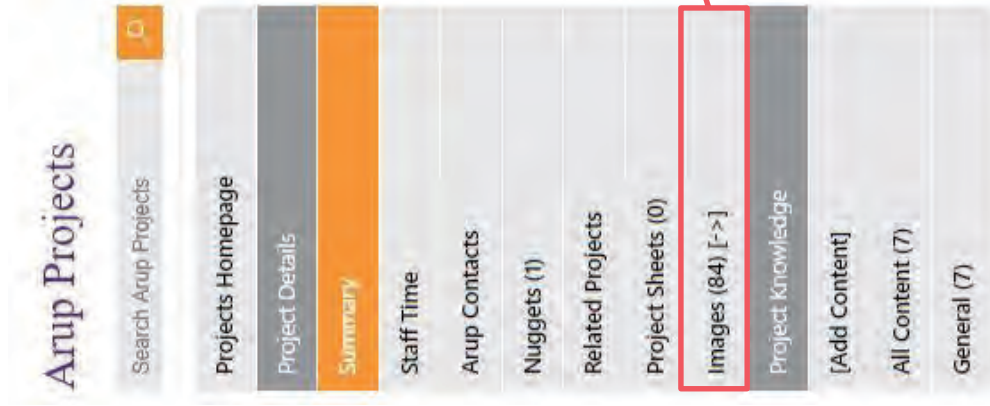 Arup Projects
Search Arup Projects
Projects Homepage
Project Details
Summary
Staff Time
Arup Contacts
Nuggets (1)
Related Projects
Project Sheets (0)
Images (84) [->]
Project Knowledge
[Add Content]
All Content (7)
General (7)